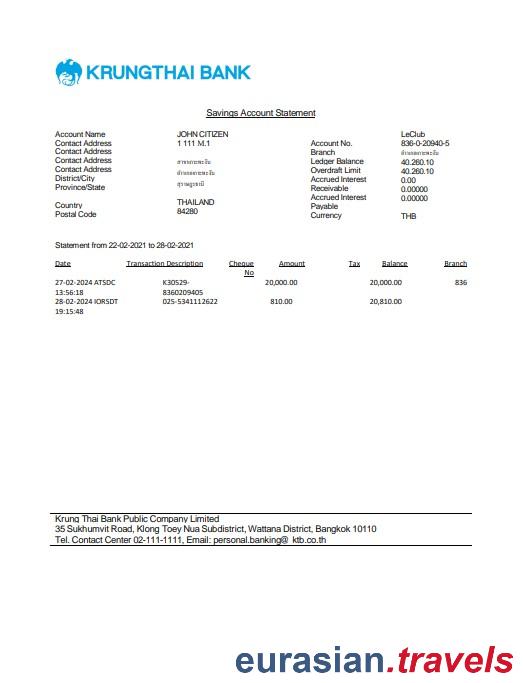 KRUNGTHAI BANK
Savings Account Statement
Account Name JOHN CITIZEN LeClub
Contact Address 1 111 M.1 Account No. 836-0-20940-5
Contact Address Branch
Contact Address Ledger Balance 40.260.10
Contact Address Overdraft Limit 40.260.10
District/City Accrued Interest 0.00
Province/State Receivable 0.00000
Accrued Interest 0.00000
Country THAILAND Payable
Postal Code 84280 Currency THB
Statement from 22-02-2021 to 28-02-2021
Date Transaction Description Cheque No Amount Tax Balance Branch
27-02-2024 ATSDC K30529- 20,000.00 20,000.00 836
13:56:18 8360209405
28-02-2024 IORSDT 025-5341112622 810.00 20,810.00
19:15:48
Krung Thai Bank Public Company Limited
35 Sukhumvit Road, Klong Toey Nua Subdistrict, Wattana District, Bangkok 10110
Tel. Contact Center 02-111-1111, Email: personal.banking@ ktb.co.th
eurasian.travels